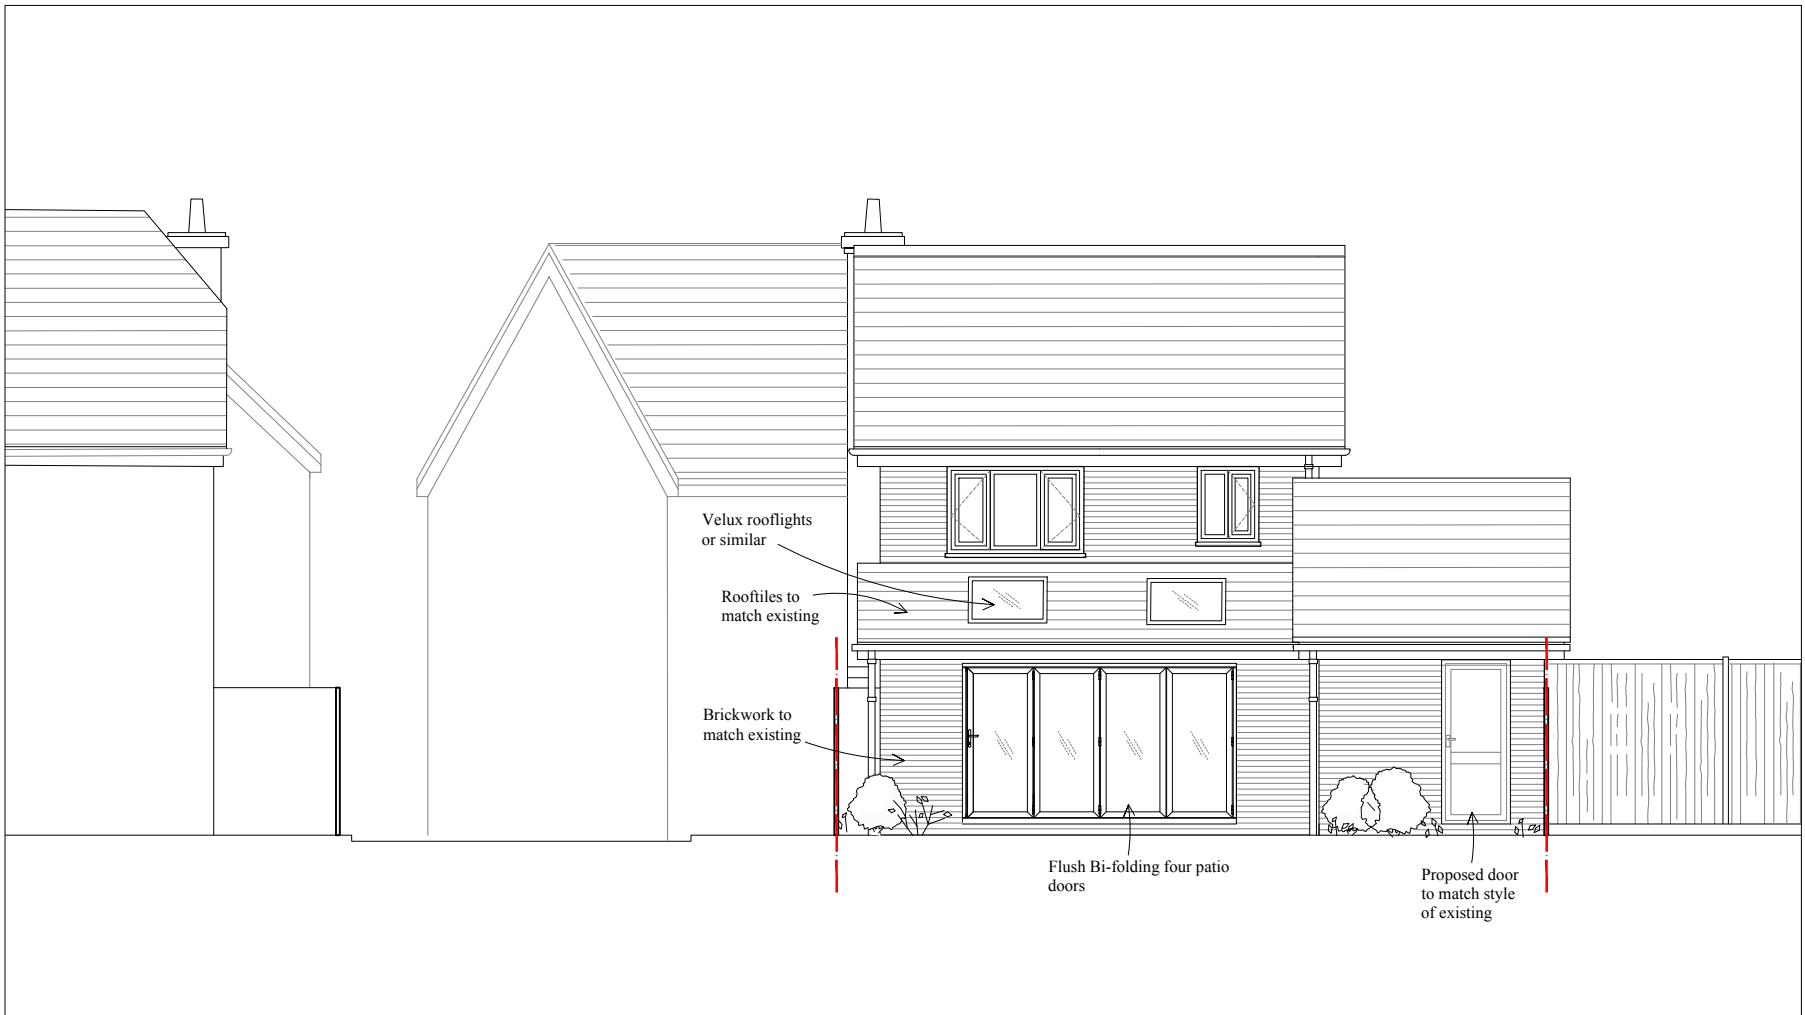 Velux rooflights
or similar
Rooftiles to
match existing
Brickwork to
match existing
Flush Bi-folding four patio
doors
Proposed door
to match style
of existing